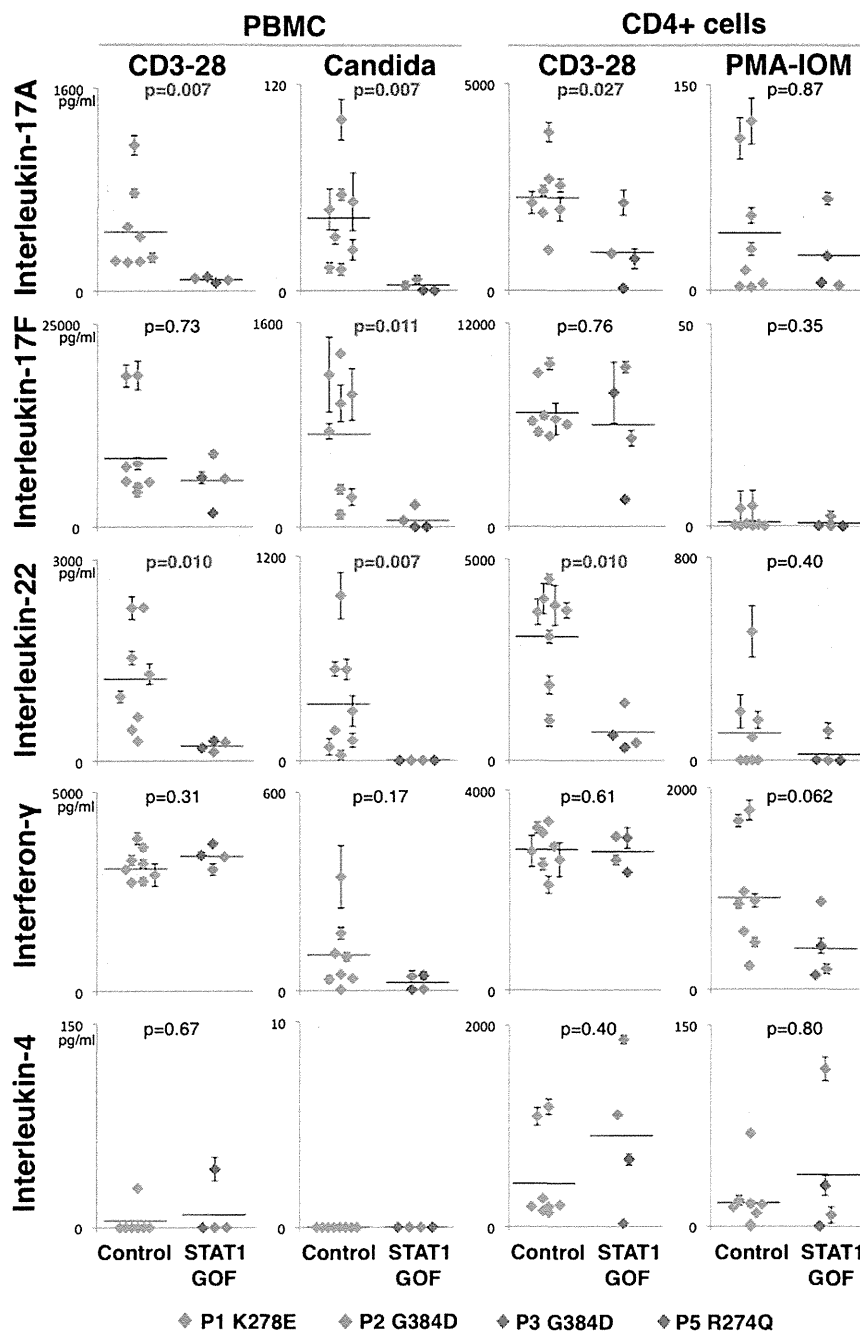 PBMC CD4+ cells
CD3-28 Candida CD3-28 PMA-IOM
Interleukin-17A
1600 pg/ml 0 p=0.007
120 0 p=0.007
5000 0 p=0.027
150 0 p=0.87
Interleukin-17F
25000 pg/ml 0 p=0.73
1600 0 p=0.011
12000 0 p=0.76
50 0 p=0.35
Interleukin-22
3000 pg/ml 0 p=0.010
1200 0 p=0.007
5000 0 p=0.010
800 0 p=0.40
Interferon-γ
5000 pg/ml 0 p=0.31
600 0 p=0.17
4000 0 p=0.61
2000 0 p=0.062
Interleukin-4
150 pg/ml 0 p=0.67
10 0
2000 0 p=0.40
150 0 p=0.80
Control STAT1 Control STAT1 Control STAT1 Control STAT1
GOF GOF GOF GOF
P1 K278E P2 G384D P3 G384D P5 R274Q